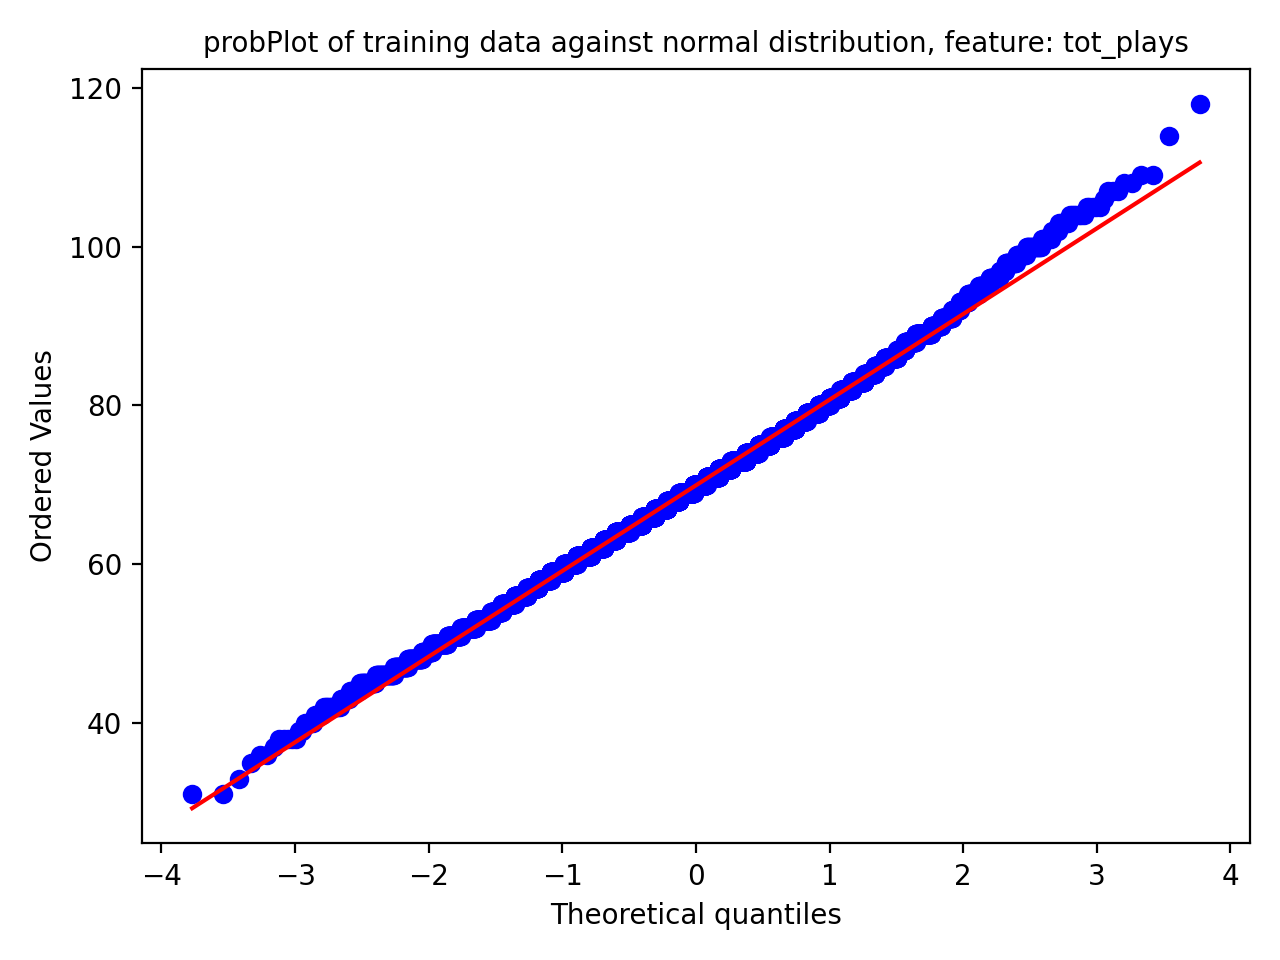 probPlot of training data against normal distribution, feature: tot_plays
120
100
80
60
40
Ordered Values
−4 −3 −2 −1 0 1 2 3 4
Theoretical quantiles